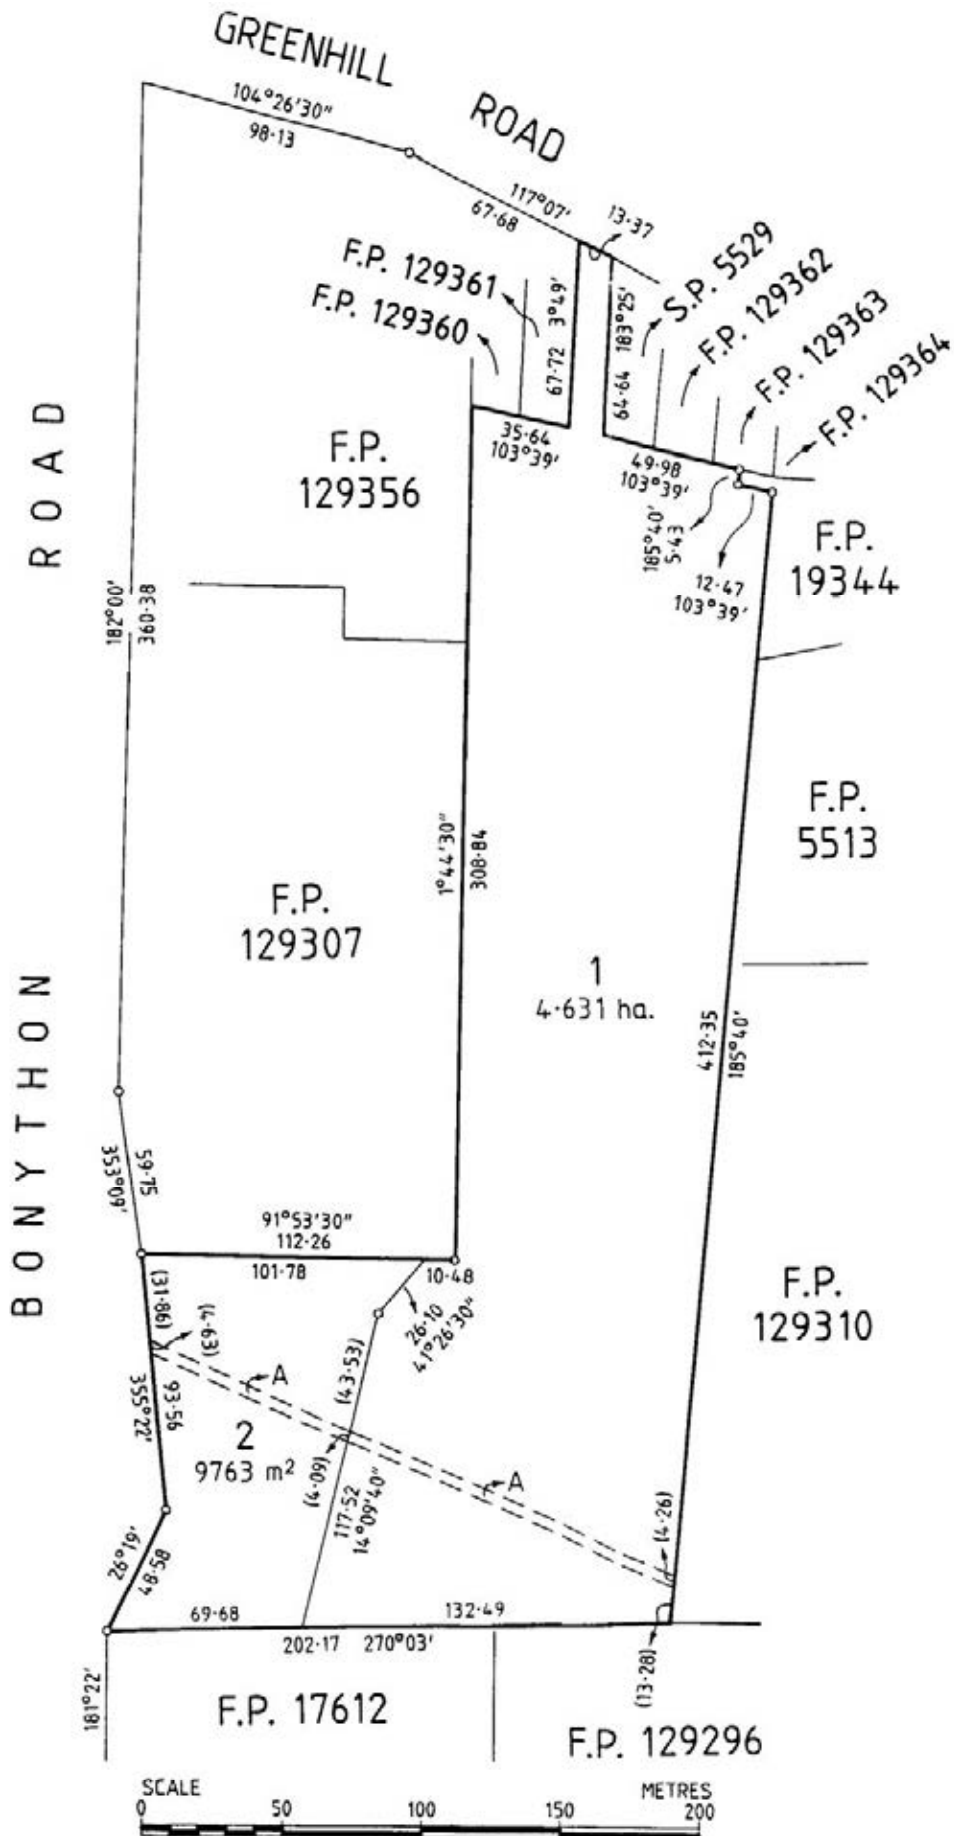 GREENHILL
ROAD
104°26'30"
98·13
117°07'
67·68
13·37
F.P. 129361
F.P. 129360
3°49'
67·72
183°25'
64·64
S.P. 5529
F.P. 129362
F.P. 129363
F.P. 129364
35·64
103°39'
49·98
103°39'
185°40'
5·43
12·47
103°39'
F.P.
129356
F.P.
19344
BONYTHON ROAD
182°00'
360·38
F.P.
5513
1°44'30"
308·84
F.P.
129307
1
4·631 ha.
412·35
185°40'
59·75
353°09'
91°53'30"
112·26
101·78
10·48
26·10
41°26'30"
F.P.
129310
(31·86)
(4·63)
A
(43·53)
93·56
355°22'
2
9763 m²
(4·09)
117·52
14°09'40"
A
(4·26)
26°19'
48·58
69·68
132·49
202·17 270°03'
(13·28)
181°22'
F.P. 17612
F.P. 129296
SCALE
METRES
0 50 100 150 200